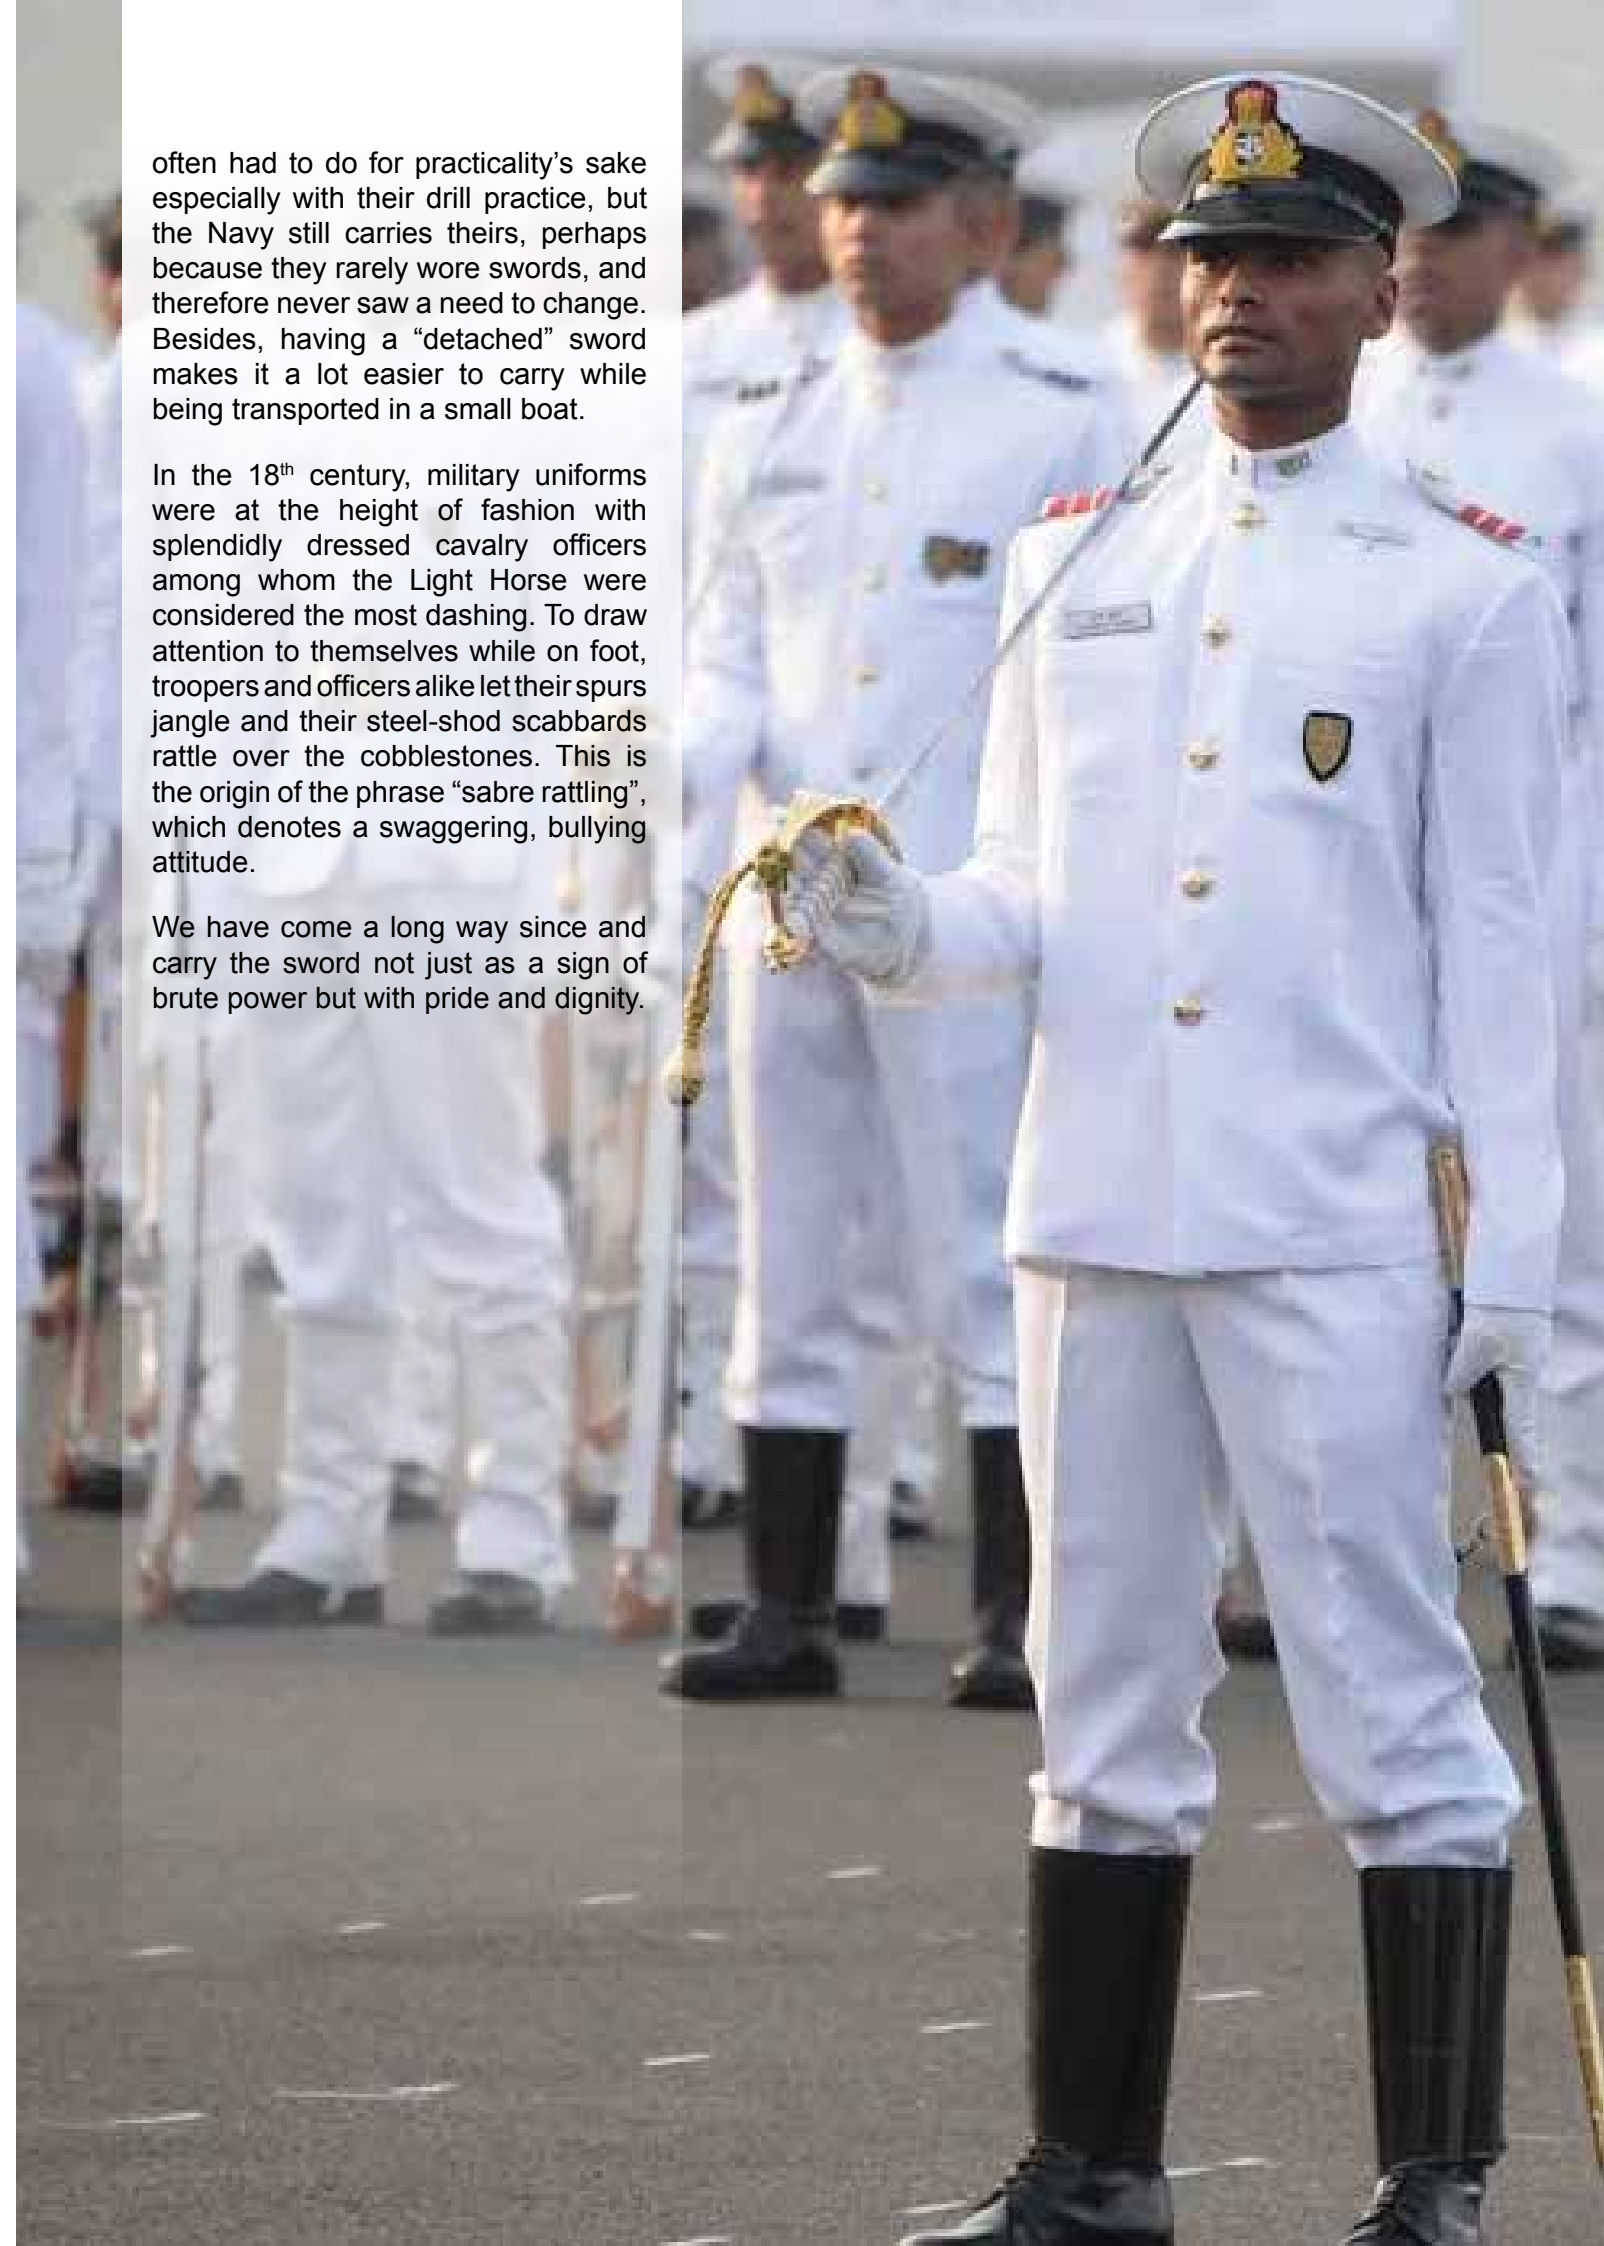 often had to do for practicality’s sake
especially with their drill practice, but
the Navy still carries theirs, perhaps
because they rarely wore swords, and
therefore never saw a need to change.
Besides, having a “detached” sword
makes it a lot easier to carry while
being transported in a small boat.
In the 18th century, military uniforms
were at the height of fashion with
splendidly dressed cavalry officers
among whom the Light Horse were
considered the most dashing. To draw
attention to themselves while on foot,
troopers and officers alike let their spurs
jangle and their steel-shod scabbards
rattle over the cobblestones. This is
the origin of the phrase “sabre rattling”,
which denotes a swaggering, bullying
attitude.
We have come a long way since and
carry the sword not just as a sign of
brute power but with pride and dignity.